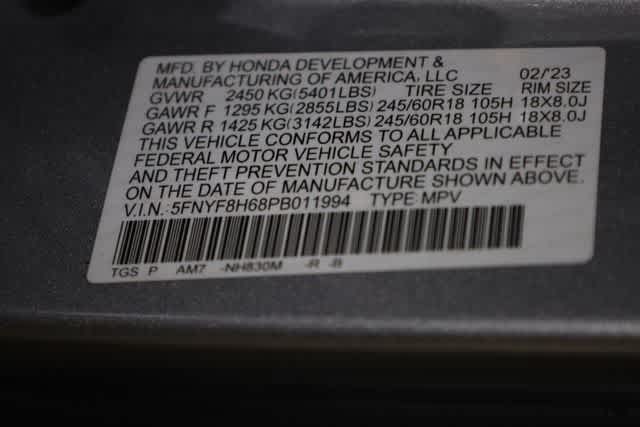 MFD. BY HONDA DEVELOPMENT &
MANUFACTURING OF AMERICA, LLC 02/'23
GVWR 2450 KG(5401LBS) TIRE SIZE RIM SIZE
GAWR F 1295 KG(2855LBS) 245/60R18 105H 18X8.0J
GAWR R 1425 KG(3142LBS) 245/60R18 105H 18X8.0J
THIS VEHICLE CONFORMS TO ALL APPLICABLE
FEDERAL MOTOR VEHICLE SAFETY
AND THEFT PREVENTION STANDARDS IN EFFECT
ON THE DATE OF MANUFACTURE SHOWN ABOVE.
V.I.N.:5FNYF8H68PB011994 TYPE:MPV
TGS P AM7 -NH830M -R -B